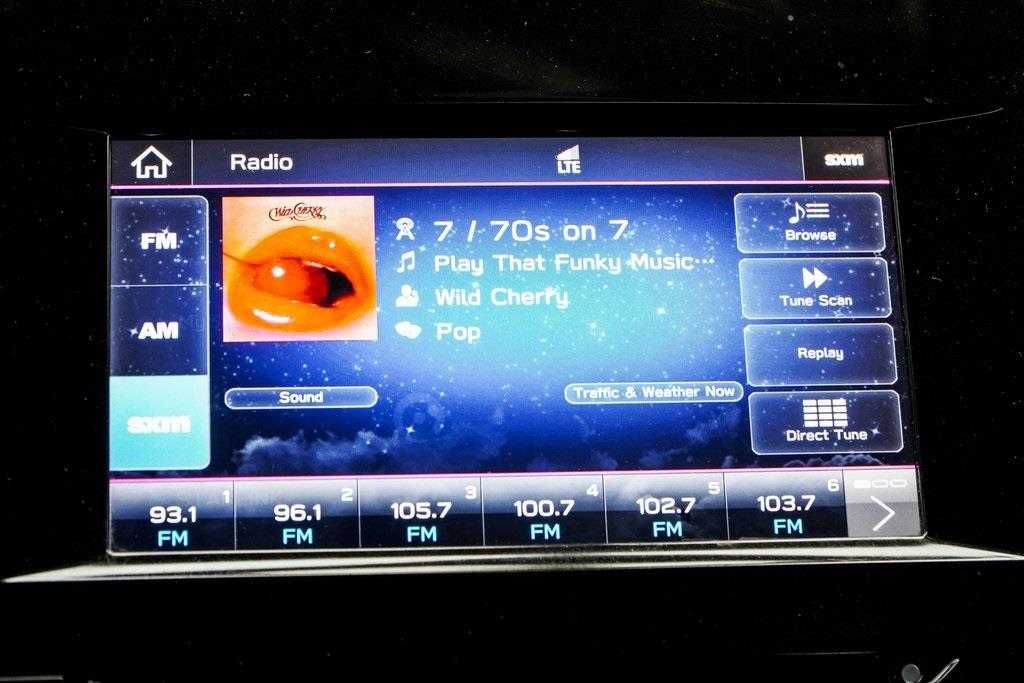 Radio
LTE
sxm
FM
AM
sxm
Wild Cherry
7 / 70s on 7
Play That Funky Music...
Wild Cherry
Pop
Sound
Traffic & Weather Now
Browse
Tune Scan
Replay
Direct Tune
1
93.1
FM
2
96.1
FM
3
105.7
FM
4
100.7
FM
5
102.7
FM
6
103.7
FM